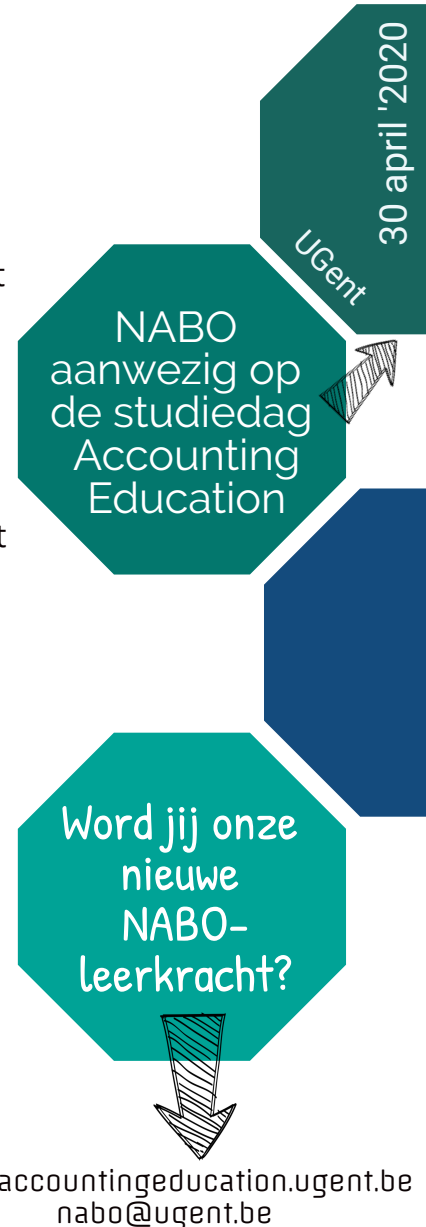 30 april '2020
UGent
t
NABO
aanwezig op
de studiedag
Accounting
Education
t
Word jij onze
nieuwe
NABO-
leerkracht?
accountingeducation.ugent.be
nabo@ugent.be